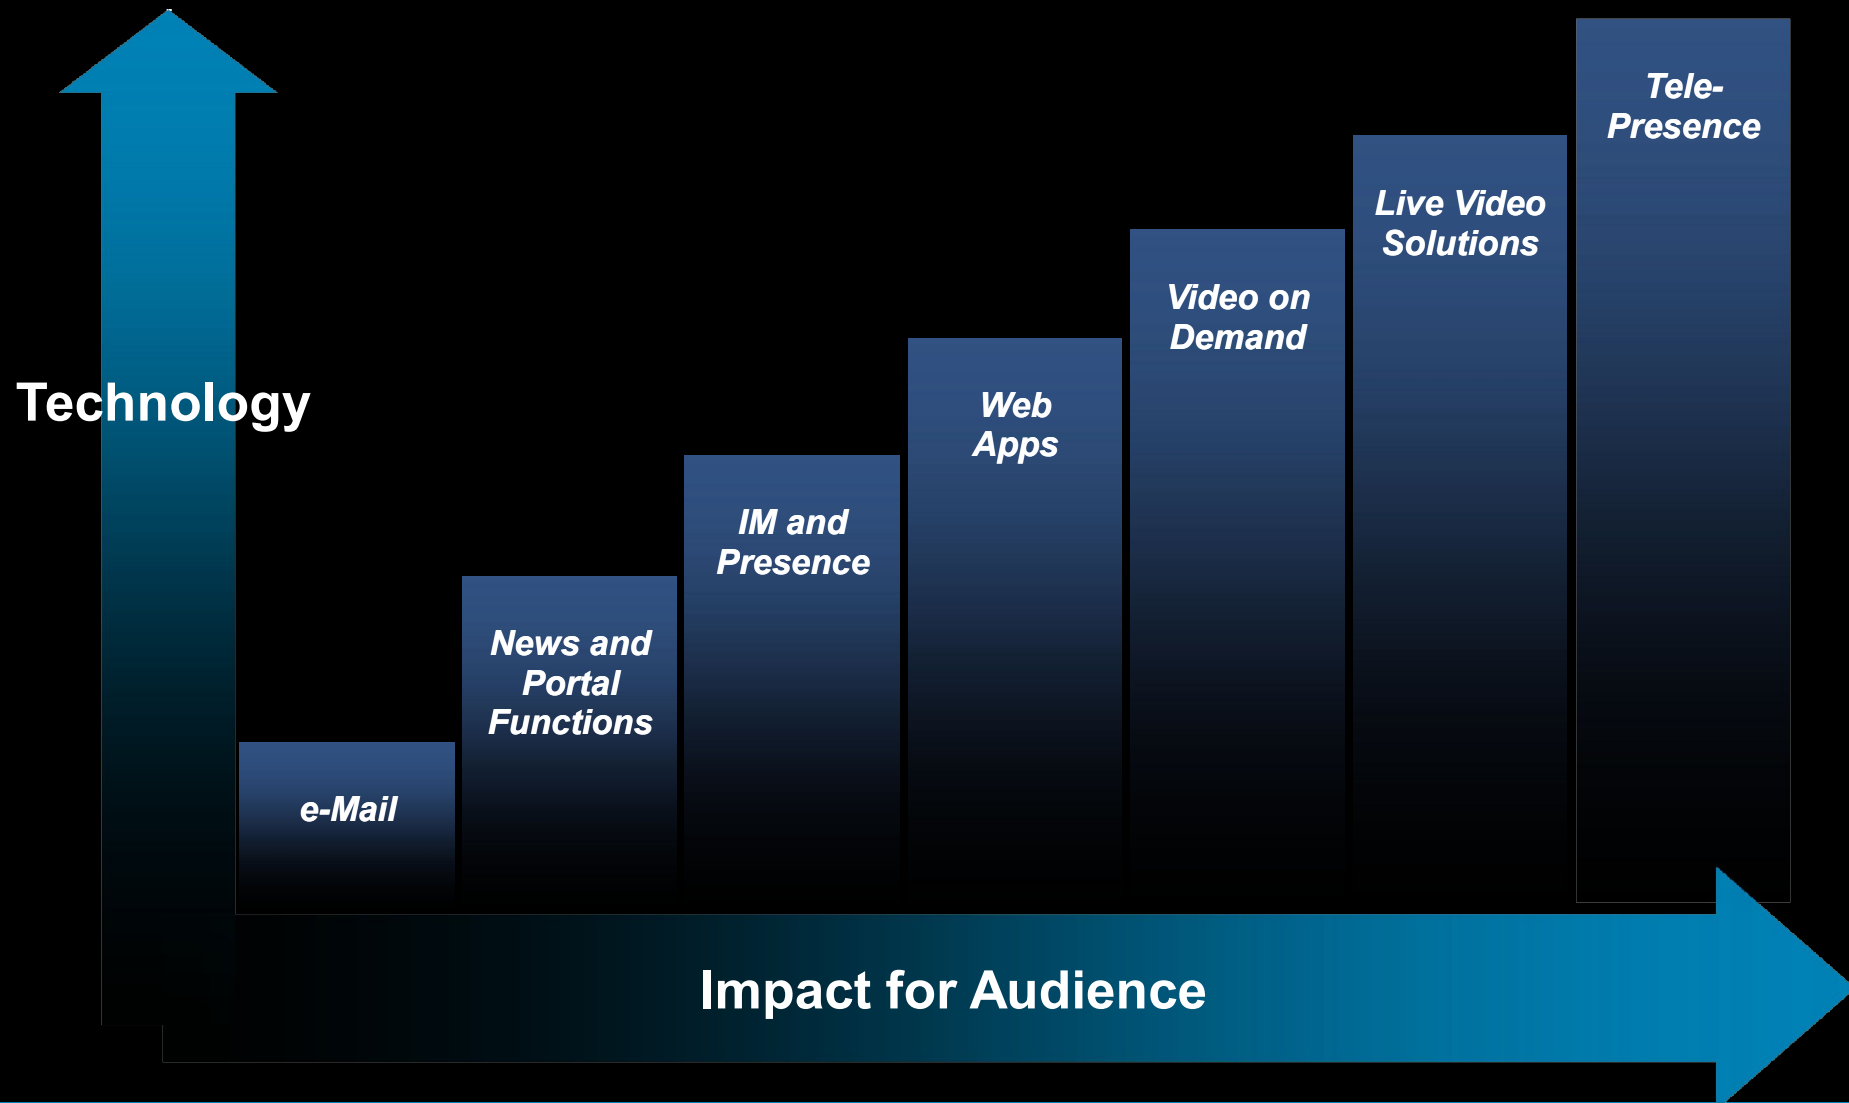 Tele-
Presence
Live Video
Solutions
Video on
Demand
Web
Apps
Technology
IM and
Presence
News and
Portal
Functions
e-Mail
Impact for Audience